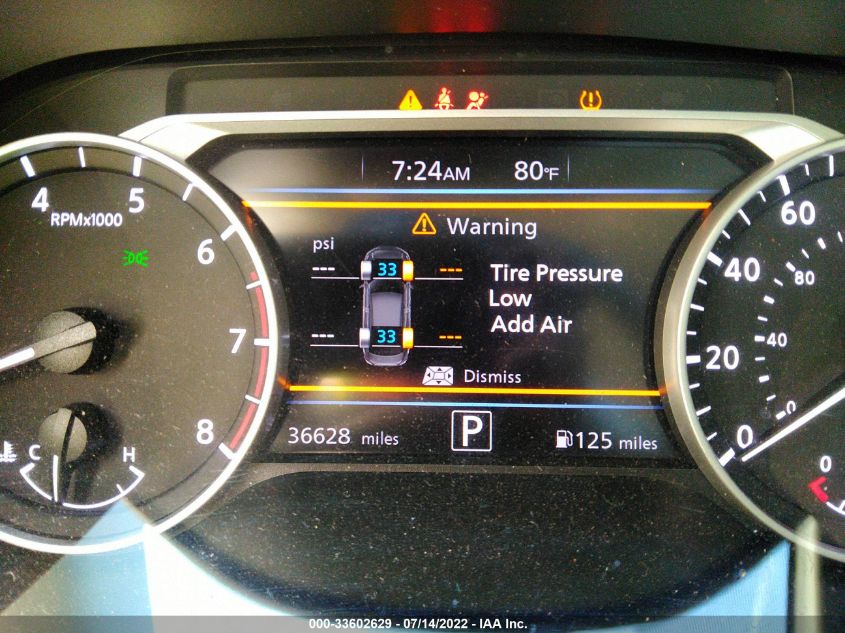 7:24AM 80°F
4 5 6 7 8
RPMx1000
Warning
psi
--- 33 ---
--- 33 ---
Tire Pressure
Low
Add Air
Dismiss
36628 miles
P
125 miles
C H
0 20 40 60
0 40 80
0
000-33602629 - 07/14/2022 - IAA Inc.